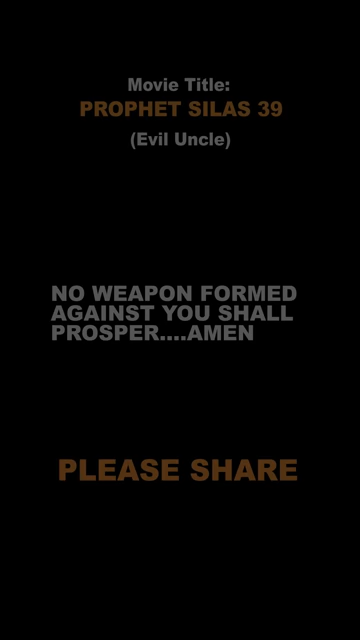 Movie Title:
PROPHET SILAS 39
(Evil Uncle)
NO WEAPON FORMED
AGAINST YOU SHALL
PROSPER....AMEN
PLEASE SHARE